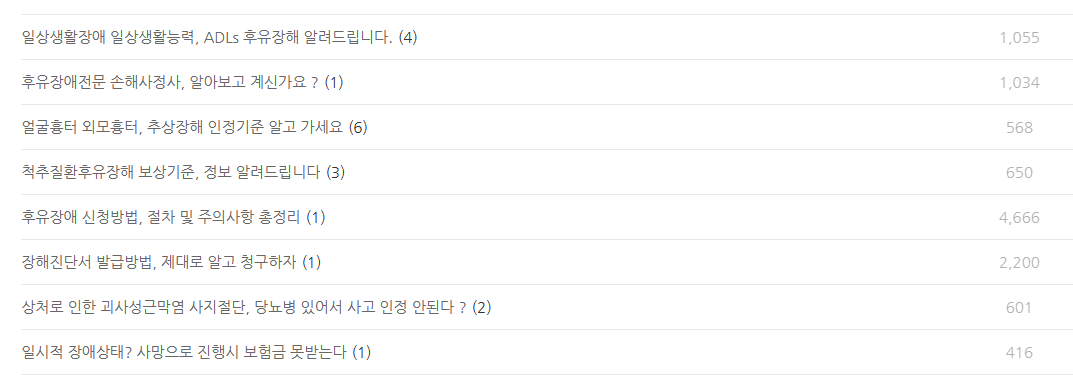 일상생활장애 일상생활능력, ADLs 후유장해 알려드립니다. (4) 1,055
후유장애전문 손해사정사, 알아보고 계신가요 ? (1) 1,034
얼굴흉터 외모흉터, 추상장해 인정기준 알고 가세요 (6) 568
척추질환후유장해 보상기준, 정보 알려드립니다 (3) 650
후유장애 신청방법, 절차 및 주의사항 총정리 (1) 4,666
장해진단서 발급방법, 제대로 알고 청구하자 (1) 2,200
상처로 인한 괴사성근막염 사지절단, 당뇨병 있어서 사고 인정 안된다 ? (2) 601
일시적 장애상태? 사망으로 진행시 보험금 못받는다 (1) 416